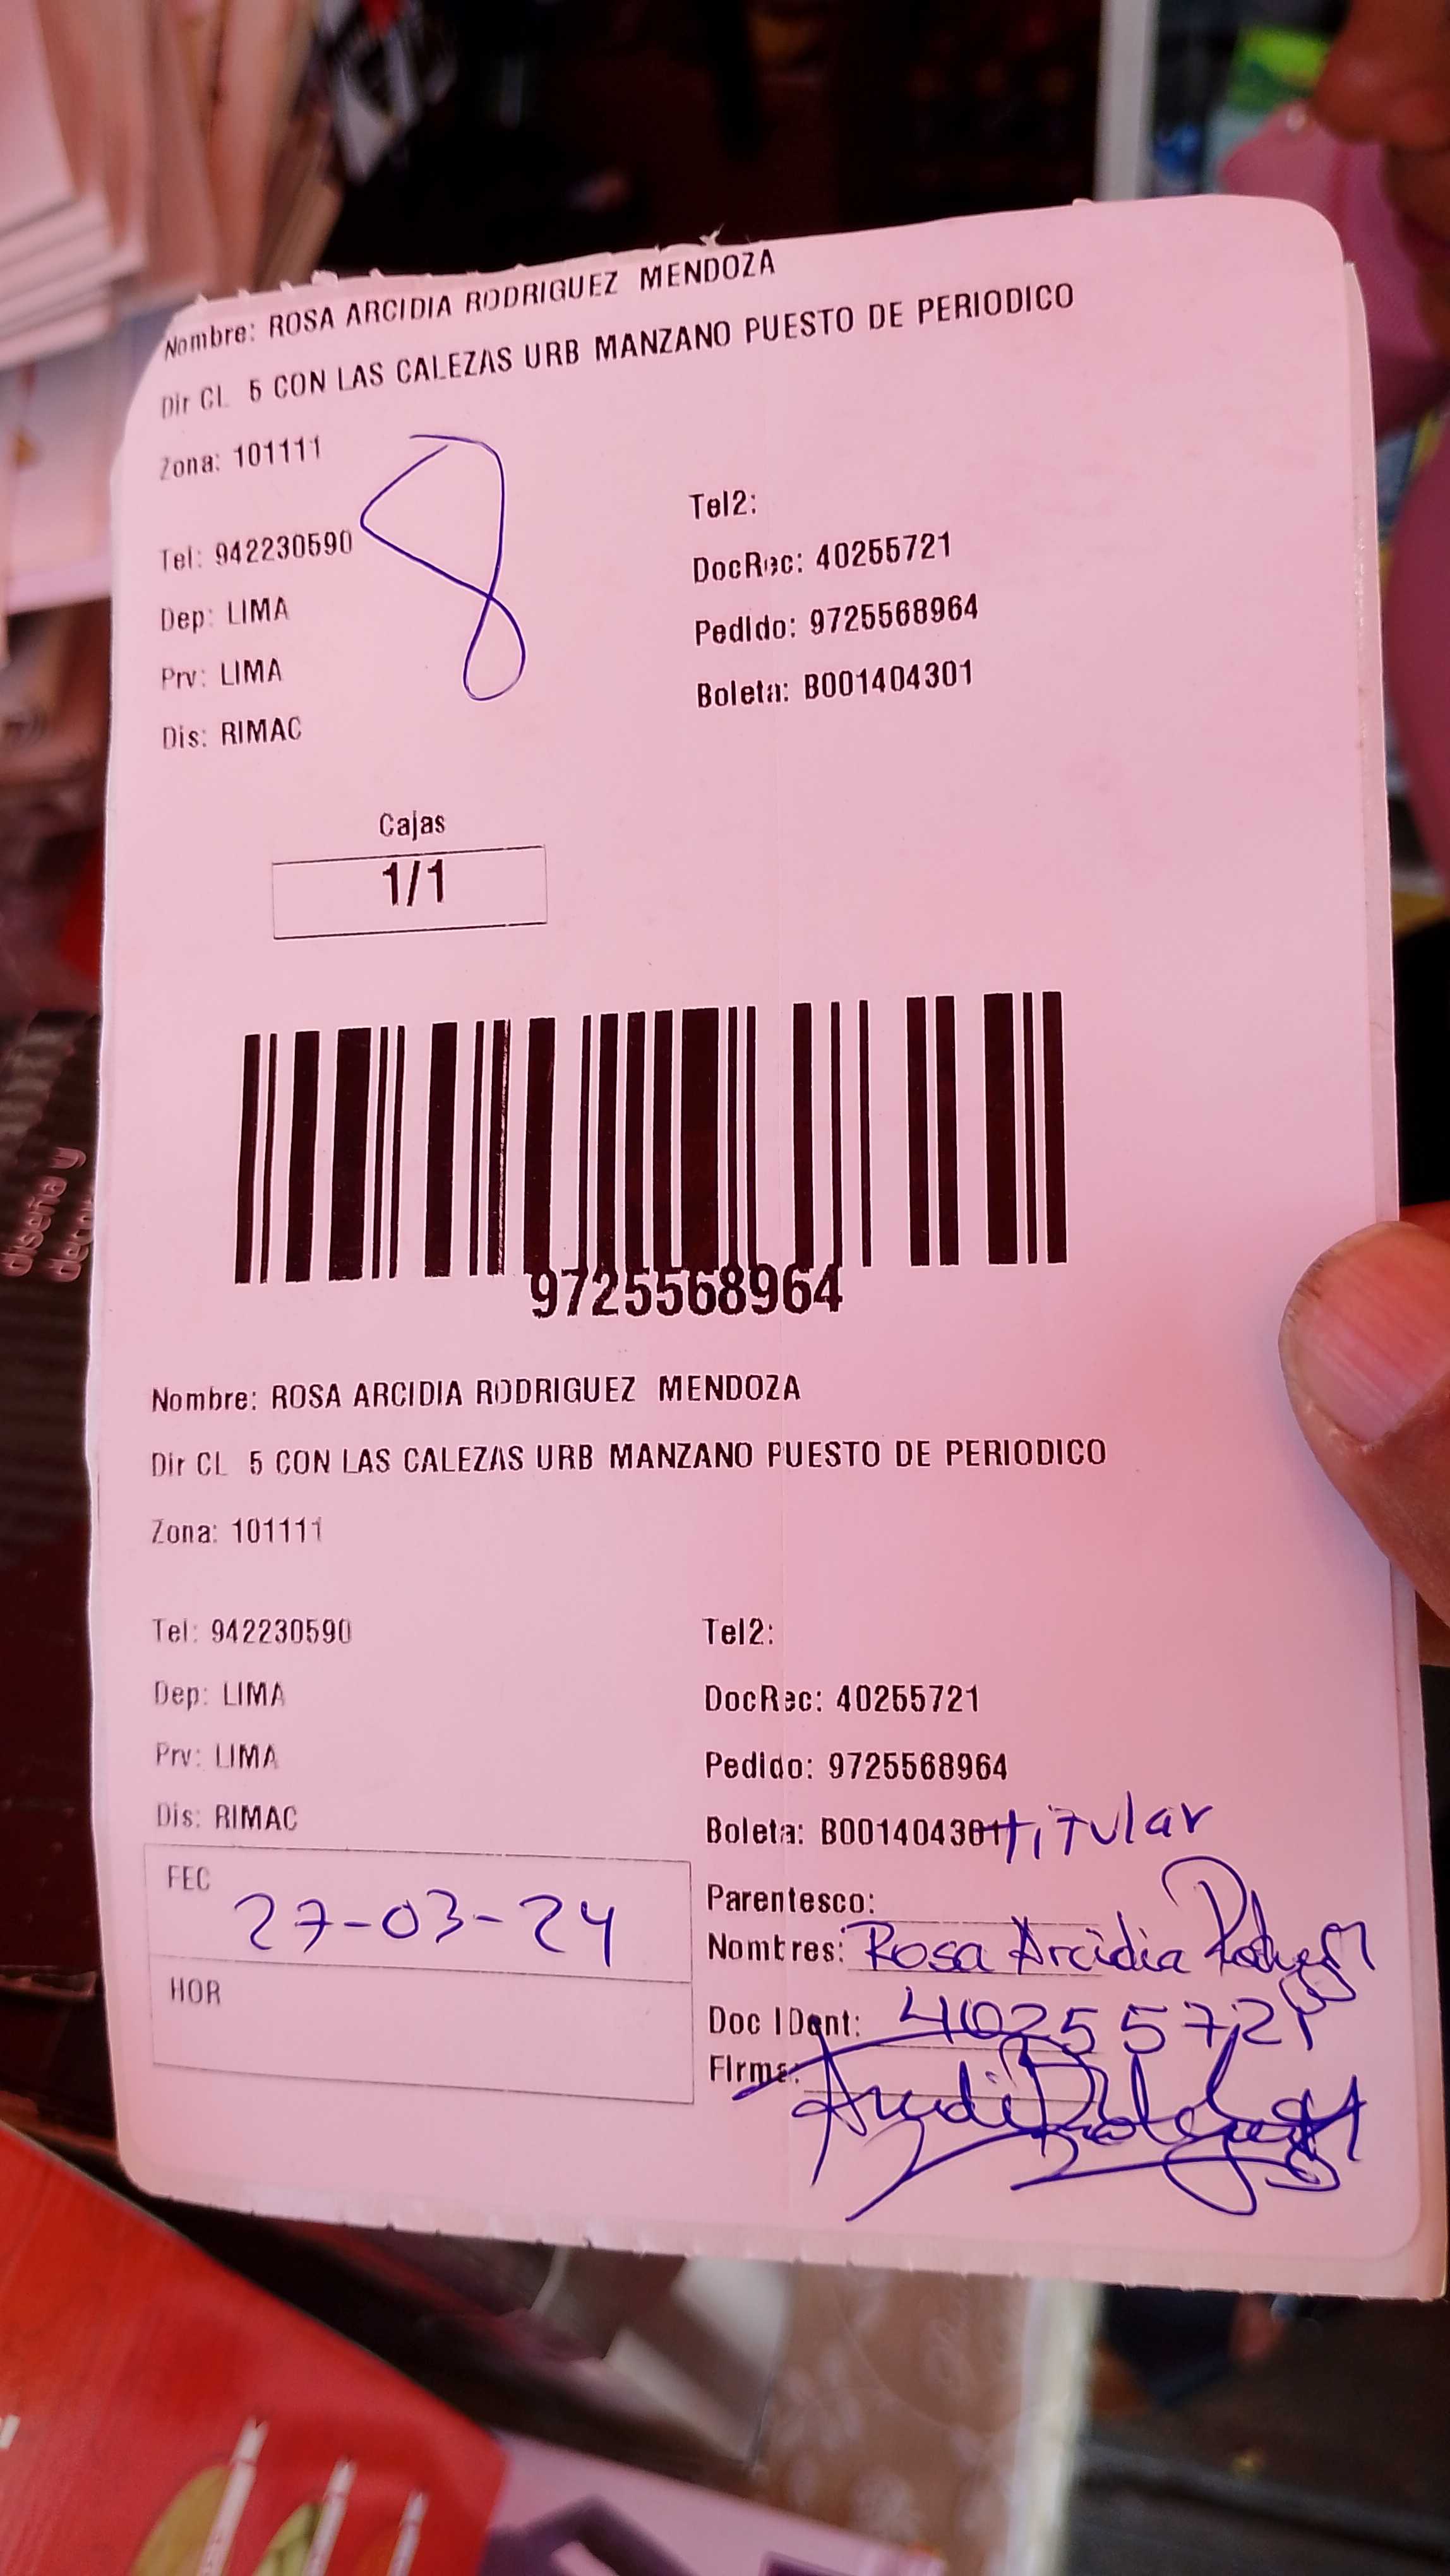 Nombre: ROSA ARCIDIA RODRIGUEZ MENDOZA
Dir CL 5 CON LAS CALEZAS URB MANZANO PUESTO DE PERIODICO
Zona: 101111
8
Tel: 942230590 Tel2:
Dep: LIMA DocRec: 40255721
Prv: LIMA Pedido: 9725568964
Dis: RIMAC Boleta: B001404301
Cajas
1/1
9725568964
Nombre: ROSA ARCIDIA RODRIGUEZ MENDOZA
Dir CL 5 CON LAS CALEZAS URB MANZANO PUESTO DE PERIODICO
Zona: 101111
Tel: 942230590 Tel2:
Dep: LIMA DocRec: 40255721
Prv: LIMA Pedido: 9725568964
Dis: RIMAC Boleta: B001404301 titular
FEC 27-03-24
HOR
Parentesco:
Nombres: Rosa Arcidia
Doc IDent: 40255721
Firma:
diseña y